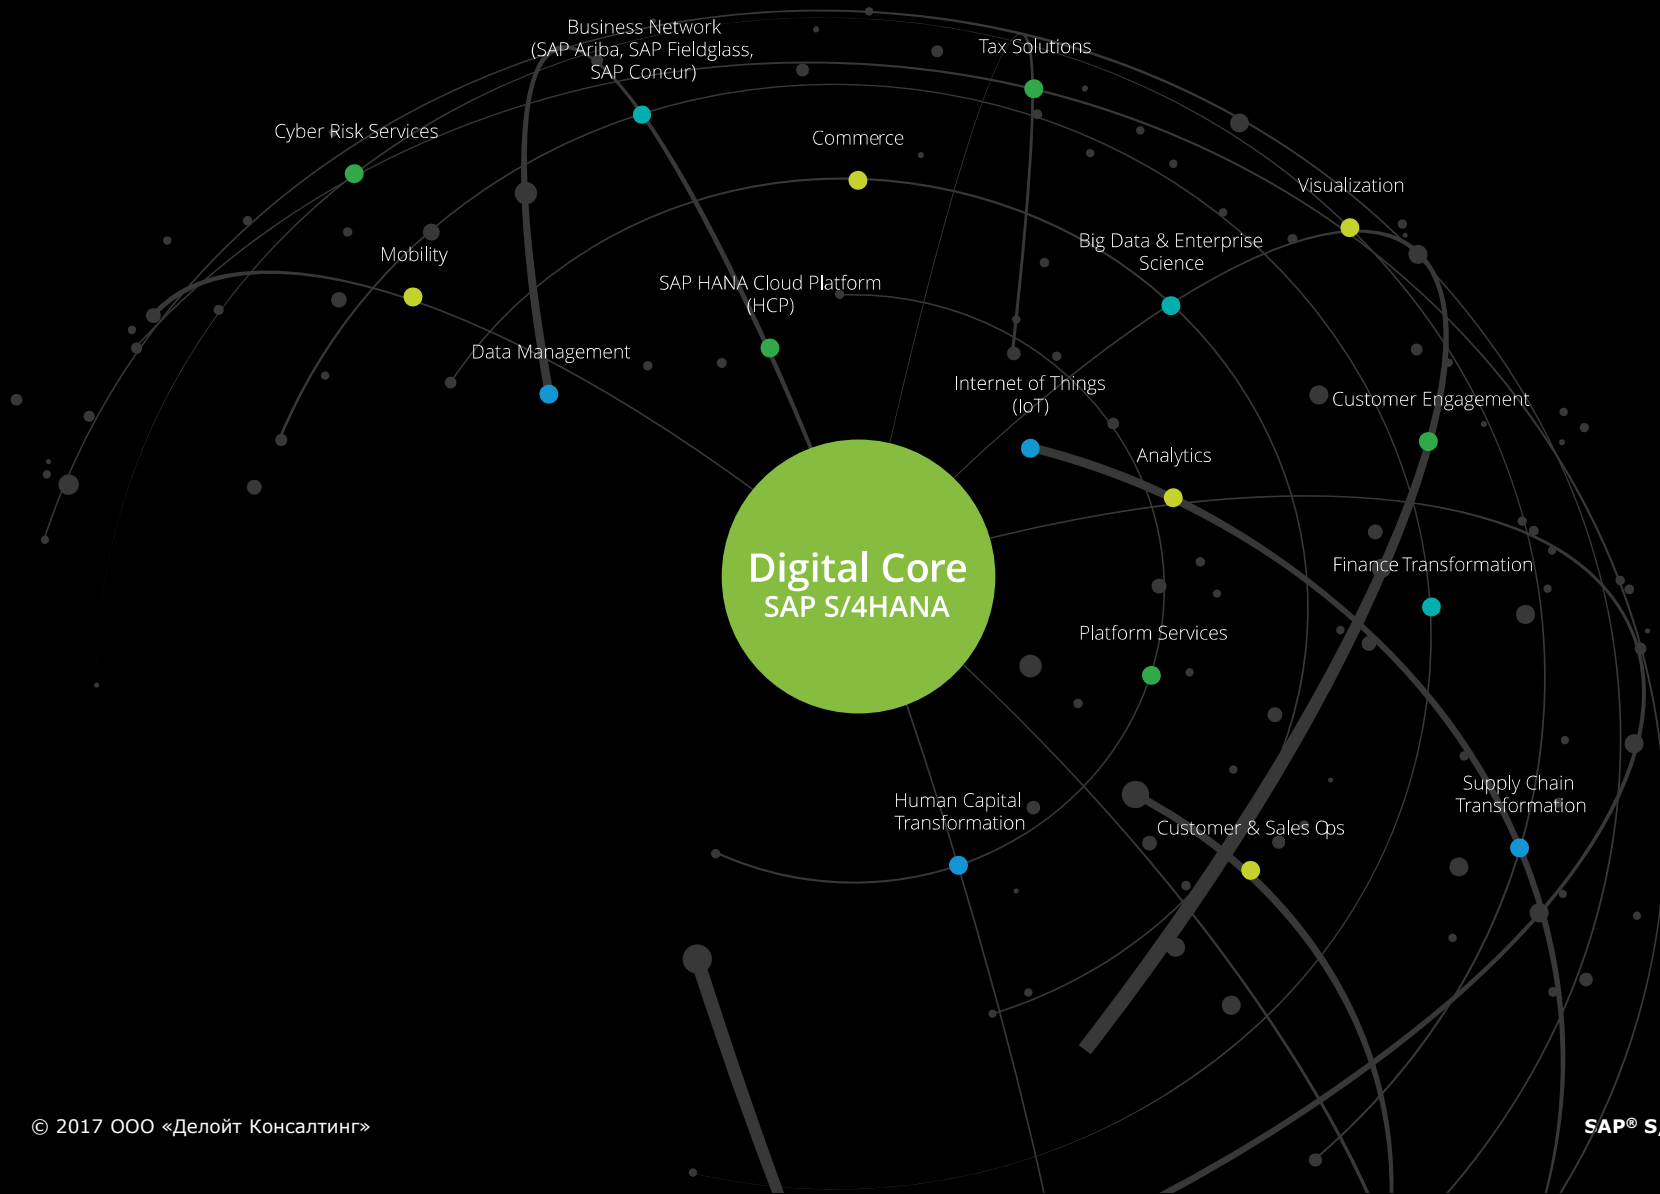 Business Network
(SAP Ariba, SAP Fieldglass,
SAP Concur)
Tax Solutions
Cyber Risk Services
Commerce
Visualization
Mobility
Big Data & Enterprise
Science
SAP HANA Cloud Platform
(HCP)
Data Management
Internet of Things
(IoT)
Customer Engagement
Analytics
Digital Core
SAP S/4HANA
Finance Transformation
Platform Services
Human Capital
Transformation
Customer & Sales Ops
Supply Chain
Transformation
© 2017 ООО «Делойт Консалтинг»
SAP® S/